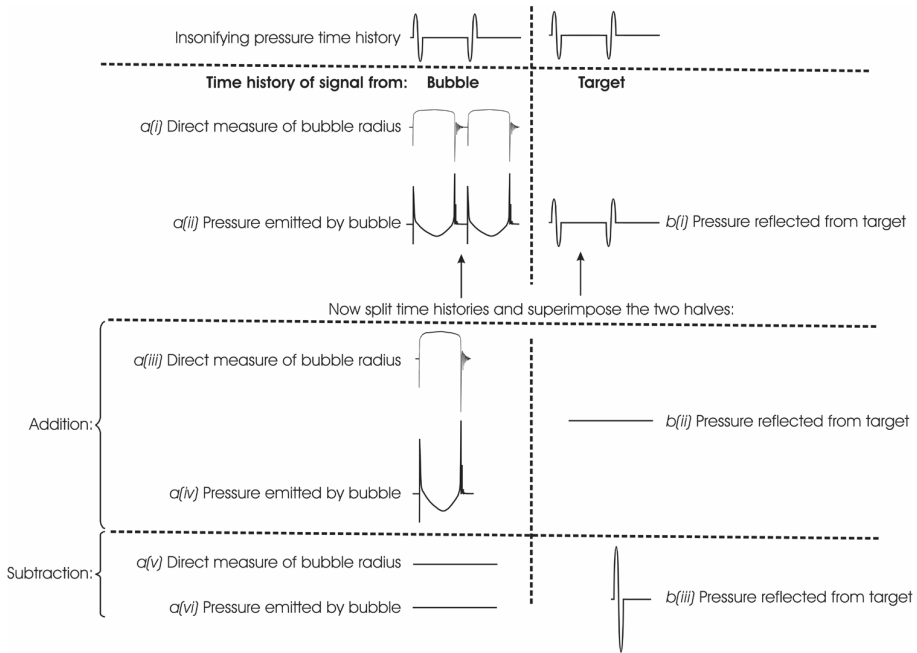 Insonifying pressure time history
Time history of signal from: Bubble Target
a(i) Direct measure of bubble radius
a(ii) Pressure emitted by bubble b(i) Pressure reflected from target
Now split time histories and superimpose the two halves:
a(iii) Direct measure of bubble radius
Addition: b(ii) Pressure reflected from target
a(iv) Pressure emitted by bubble
a(v) Direct measure of bubble radius
Subtraction:
a(vi) Pressure emitted by bubble b(iii) Pressure reflected from target